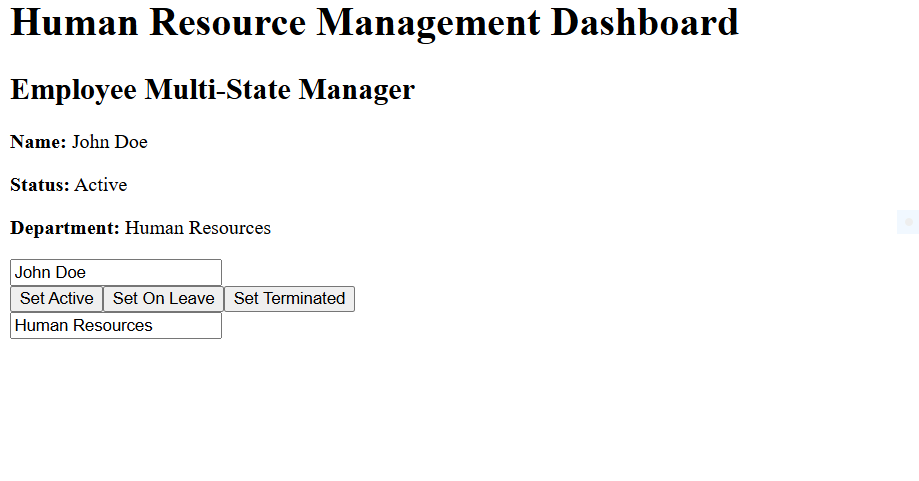 Human Resource Management Dashboard
Employee Multi-State Manager
Name: John Doe
Status: Active
Department: Human Resources
John Doe
Set Active Set On Leave Set Terminated
Human Resources